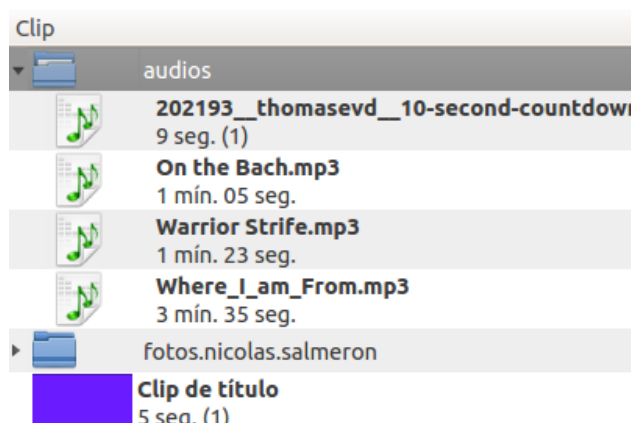 Clip
audios
202193__thomasevd__10-second-countdown
9 seg. (1)
On the Bach.mp3
1 mín. 05 seg.
Warrior Strife.mp3
1 mín. 23 seg.
Where_I_am_From.mp3
3 mín. 35 seg.
fotos.nicolas.salmeron
Clip de título
5 seg. (1)